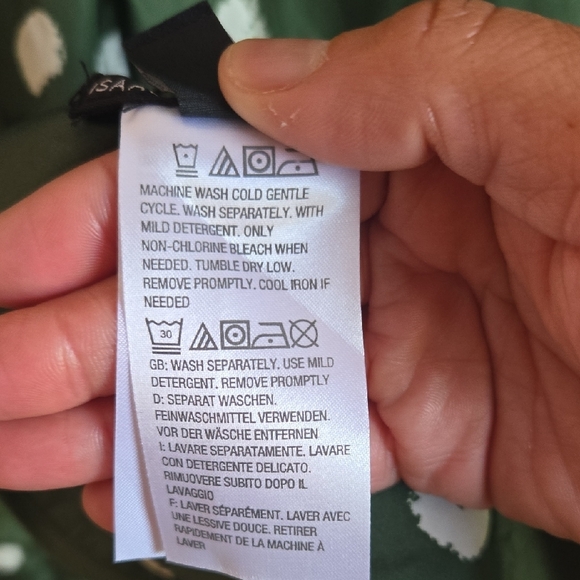 MACHINE WASH COLD GENTLE
CYCLE. WASH SEPARATELY. WITH
MILD DETERGENT. ONLY
NON-CHLORINE BLEACH WHEN
NEEDED. TUMBLE DRY LOW.
REMOVE PROMPTLY. COOL IRON IF
NEEDED
30
GB: WASH SEPARATELY. USE MILD
DETERGENT. REMOVE PROMPTLY
D: SEPARAT WASCHEN.
FEINWASCHMITTEL VERWENDEN.
VOR DER WÄSCHE ENTFERNEN
I: LAVARE SEPARATAMENTE. LAVARE
CON DETERGENTE DELICATO.
RIMUOVERE SUBITO DOPO IL
LAVAGGIO
F: LAVER SÉPARÉMENT. LAVER AVEC
UNE LESSIVE DOUCE. RETIRER
RAPIDEMENT DE LA MACHINE À
LAVER